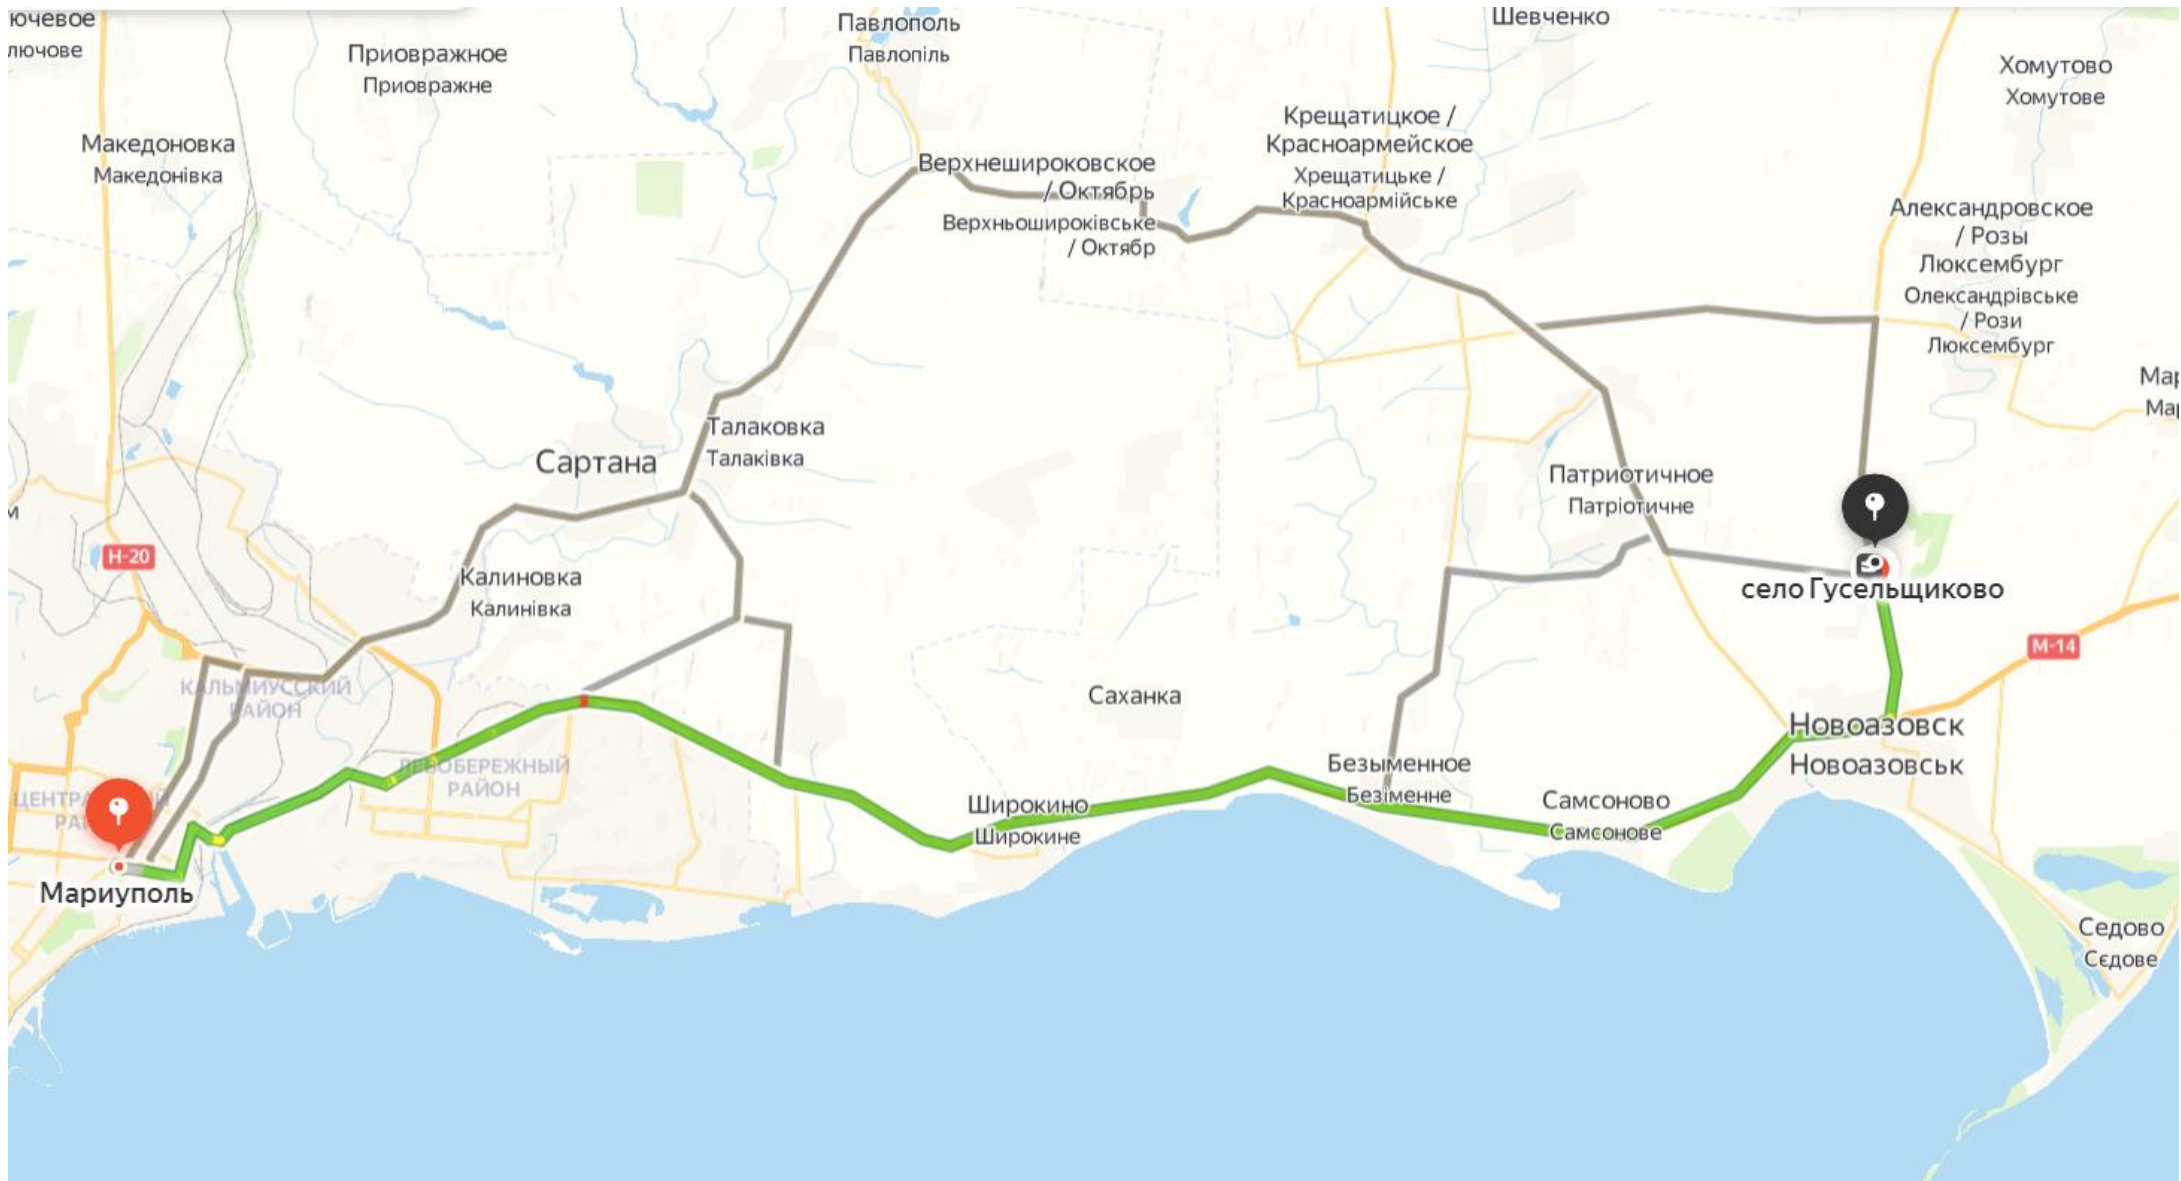 лючове
Приовражное
Приовражне
Павлополь
Павлопіль
Шевченко
Хомутово
Хомутове
Македоновка
Македонівка
Крещатицкое /
Красноармейское
Хрещатицьке /
Красноармійське
Верхнешироковское
/ Октябрь
Верхньошироківське
/ Октябр
Александровское
/ Розы
Люксембург
Олександрівське
/ Рози
Люксембург
Талаковка
Талаківка
Сартана
Патриотичное
Патріотичне
Н-20
Калиновка
Калинівка
село Гусельщиково
М-14
КАЛЬМИУССКИЙ
РАЙОН
Саханка
Новоазовск
Новоазовськ
ЛЕВОБЕРЕЖНЫЙ
РАЙОН
Безыменное
Безіменне
Широкино
Широкине
Самсоново
Самсонове
Мариуполь
Седово
Сєдове